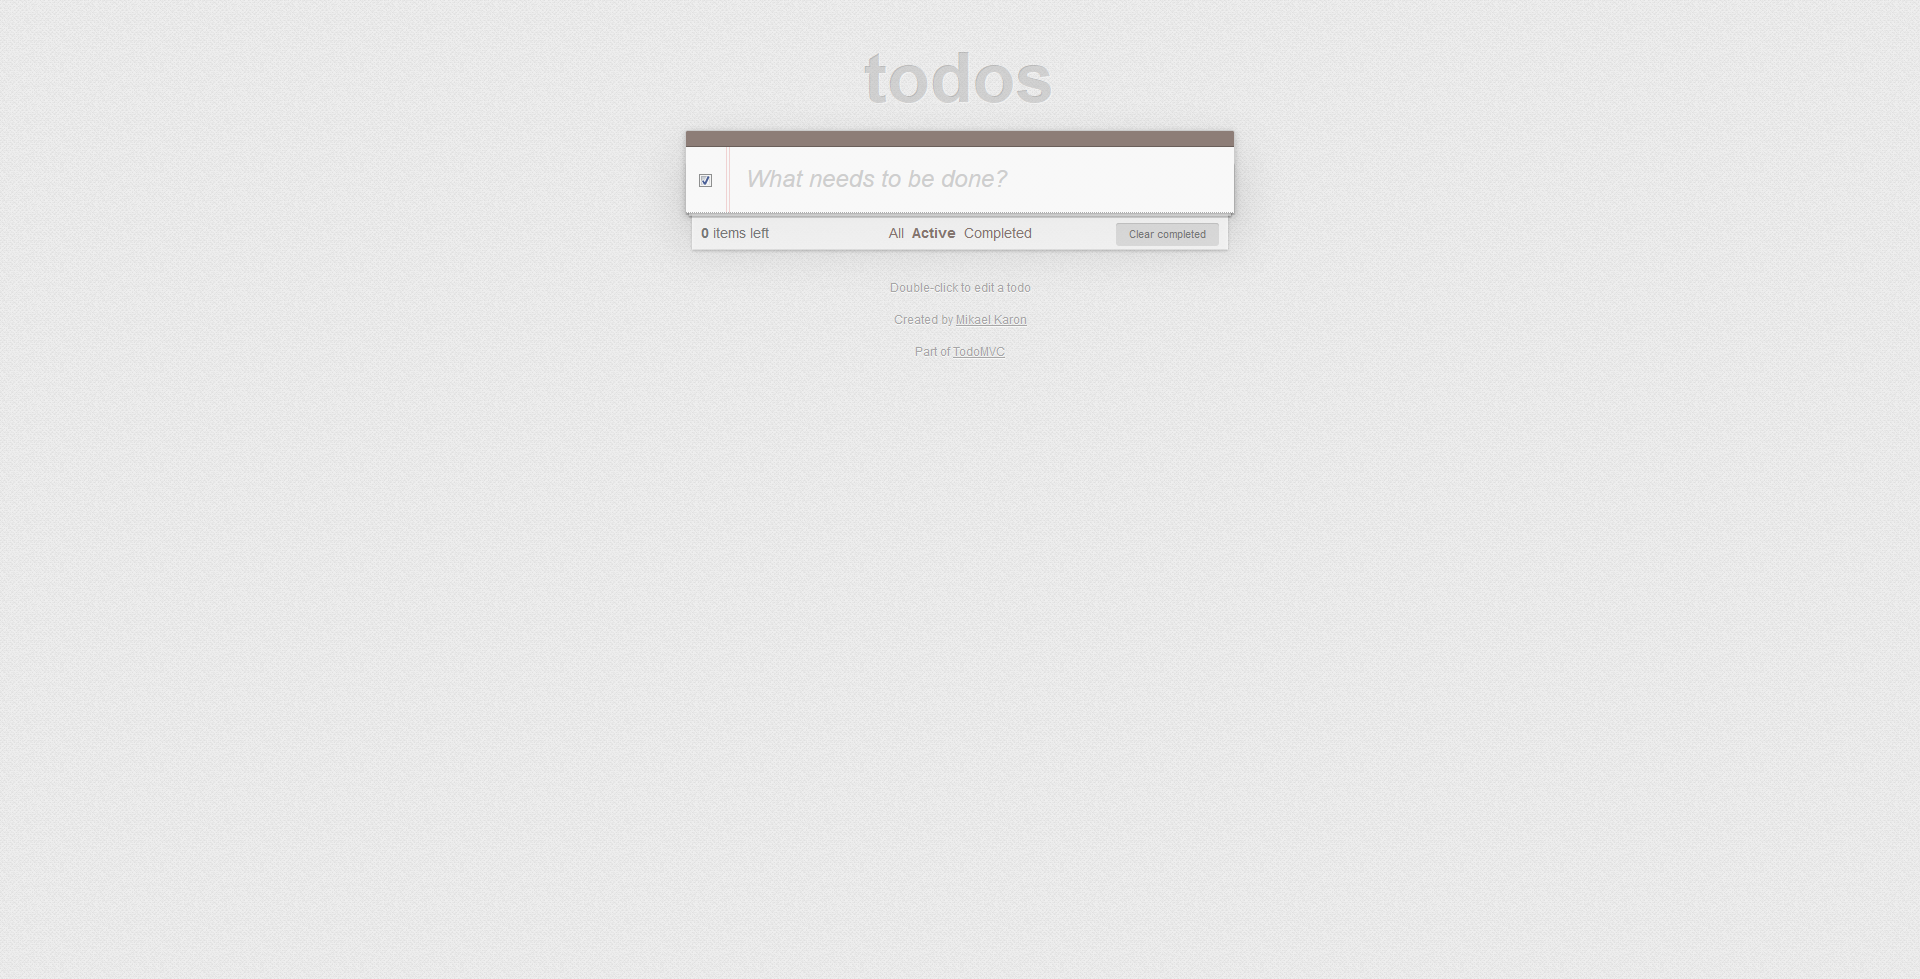 todos
What needs to be done?
0 items left All Active Completed Clear completed
Double-click to edit a todo
Created by Mikael Karon
Part of TodoMVC